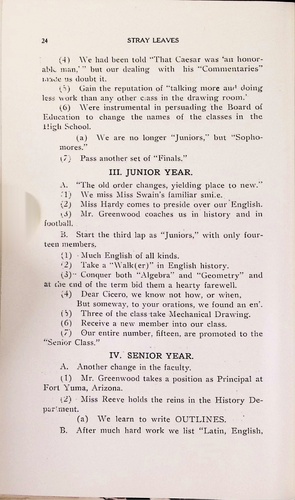 24 STRAY LEAVES
(4) We had been told "That Caesar was 'an honor-
able man,'" but our dealing with his "Commentaries"
made us doubt it.
(5) Gain the reputation of "talking more and doing
less work than any other class in the drawing room."
(6) Were instrumental in persuading the Board of
Education to change the names of the classes in the
High School.
(a) We are no longer "Juniors," but "Sopho-
mores."
(7) Pass another set of "Finals."
III. JUNIOR YEAR.
A. "The old order changes, yielding place to new."
(1) We miss Miss Swain's familiar smile.
(2) Miss Hardy comes to preside over our English.
(3) Mr. Greenwood coaches us in history and in
football.
B. Start the third lap as "Juniors," with only four-
teen members.
(1) Much English of all kinds.
(2) Take a "Walk(er)" in English history.
(3) Conquer both "Algebra" and "Geometry" and
at the end of the term bid them a hearty farewell.
(4) Dear Cicero, we know not how, or when,
But someway, to your orations, we found an en'.
(5) Three of the class take Mechanical Drawing.
(6) Receive a new member into our class.
(7) Our entire number, fifteen, are promoted to the
"Senior Class."
IV. SENIOR YEAR.
A. Another change in the faculty.
(1) Mr. Greenwood takes a position as Principal at
Fort Yuma, Arizona.
(2) Miss Reeve holds the reins in the History De-
partment.
(a) We learn to write OUTLINES.
B. After much hard work we list "Latin, English,